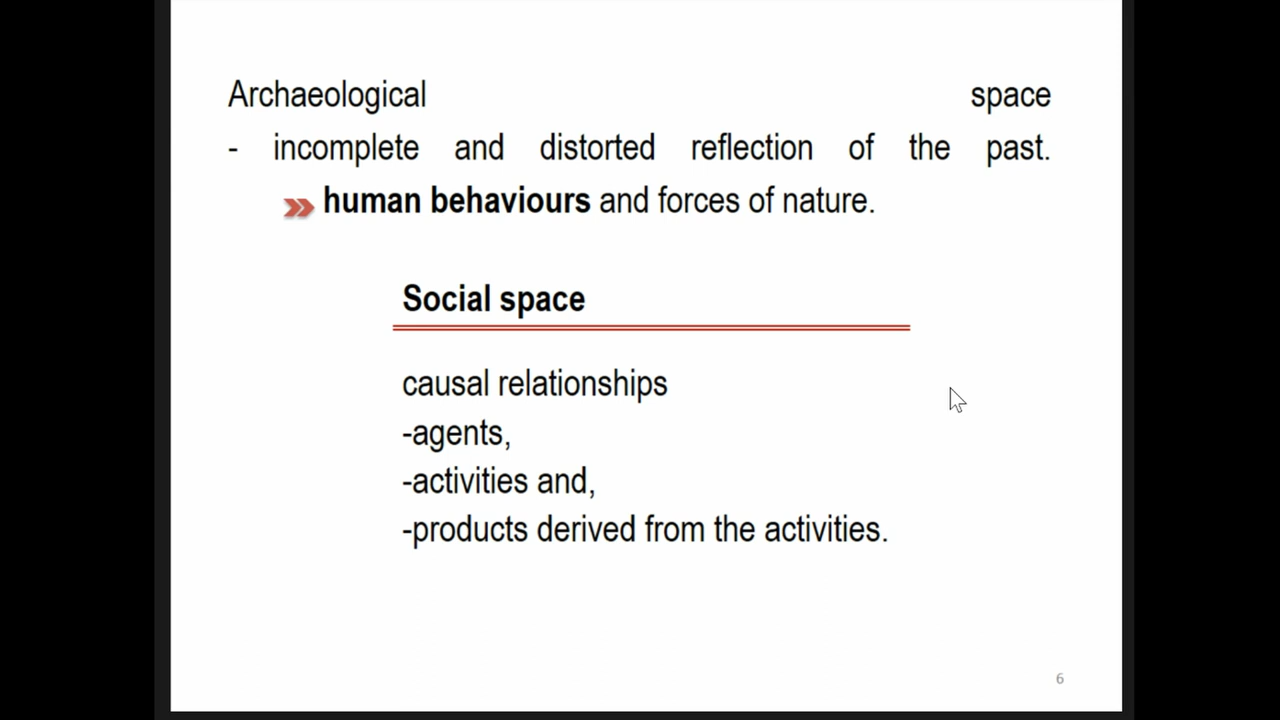 Archaeological space
- incomplete and distorted reflection of the past.
human behaviours and forces of nature.
Social space
causal relationships
-agents,
-activities and,
-products derived from the activities.
6